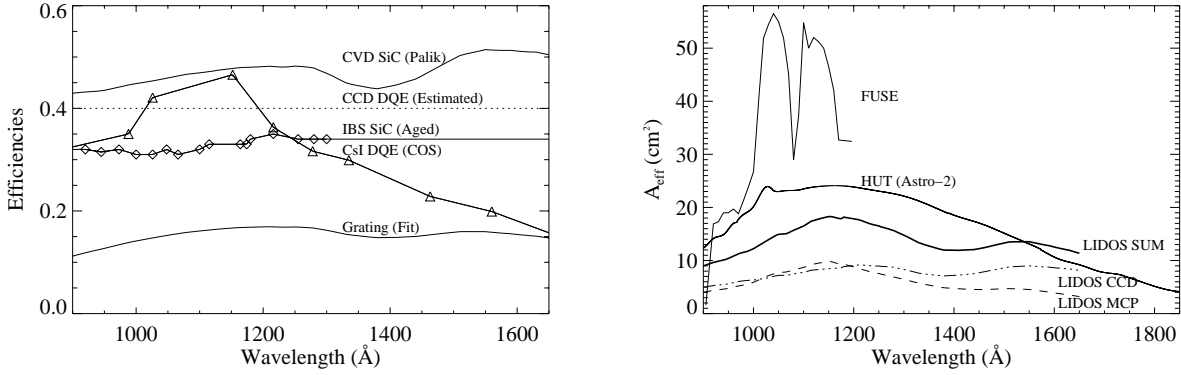 0.6
0.4
0.2
0.0
Efficiencies
CVD SiC (Palik)
CCD DQE (Estimated)
IBS SiC (Aged)
CsI DQE (COS)
Grating (Fit)
1000
1200
1400
1600
Wavelength (Å)
50
40
30
20
10
0
A_eff (cm²)
FUSE
HUT (Astro−2)
LIDOS SUM
LIDOS CCD
LIDOS MCP
1000
1200
1400
1600
1800
Wavelength (Å)